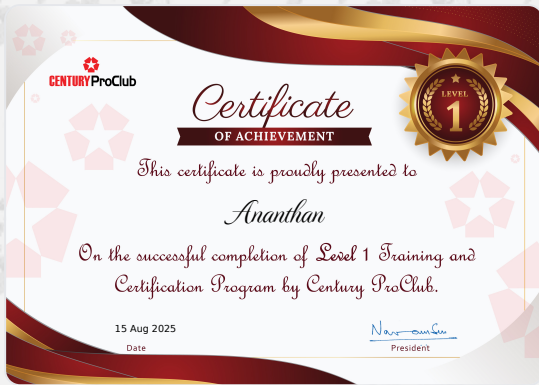 CENTURY ProClub
Certificate
OF ACHIEVEMENT
LEVEL
1
This certificate is proudly presented to
Ananthan
On the successful completion of Level 1 Training and
Certification Program by Century ProClub.
15 Aug 2025
Date
President